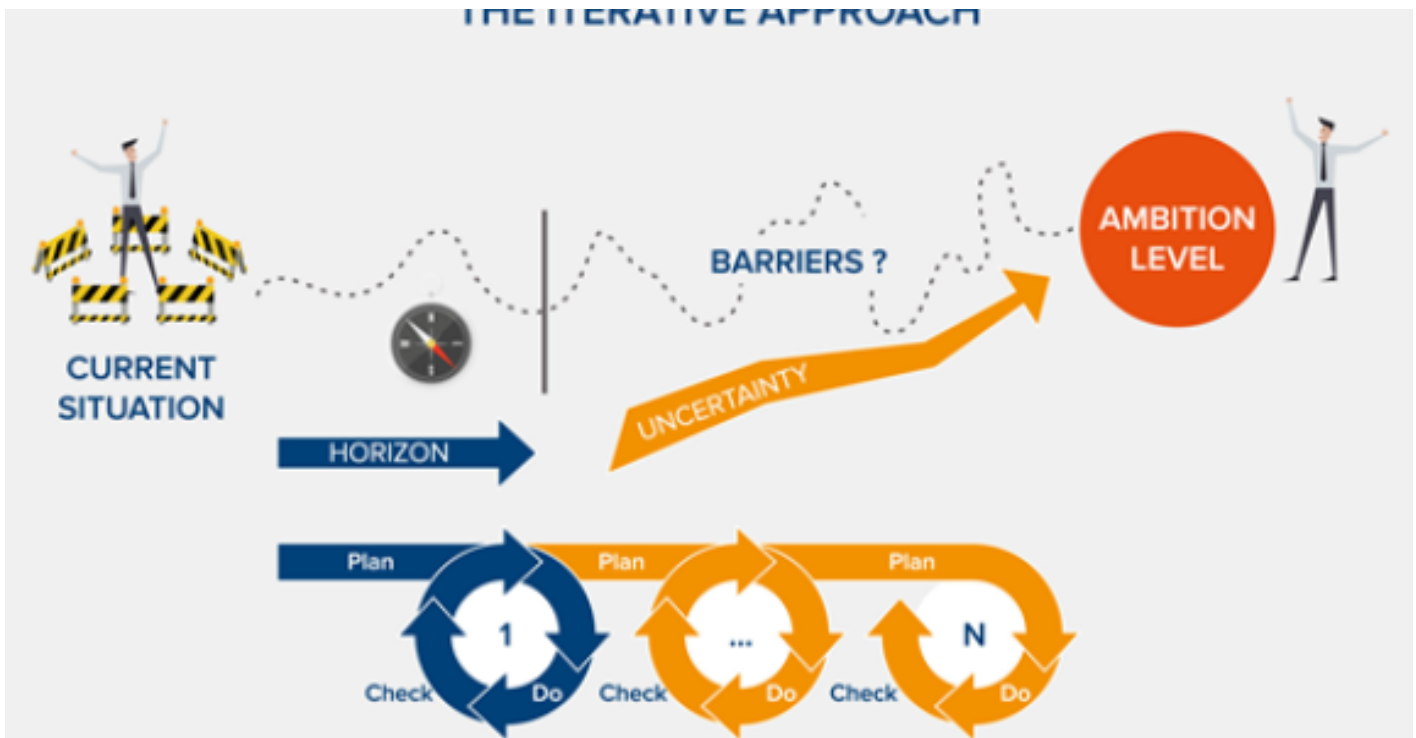 THE ITERATIVE APPROACH
AMBITION
LEVEL
BARRIERS ?
CURRENT
SITUATION
UNCERTAINTY
HORIZON
Plan
Plan
Plan
1
...
N
Check
Do
Check
Do
Check
Do